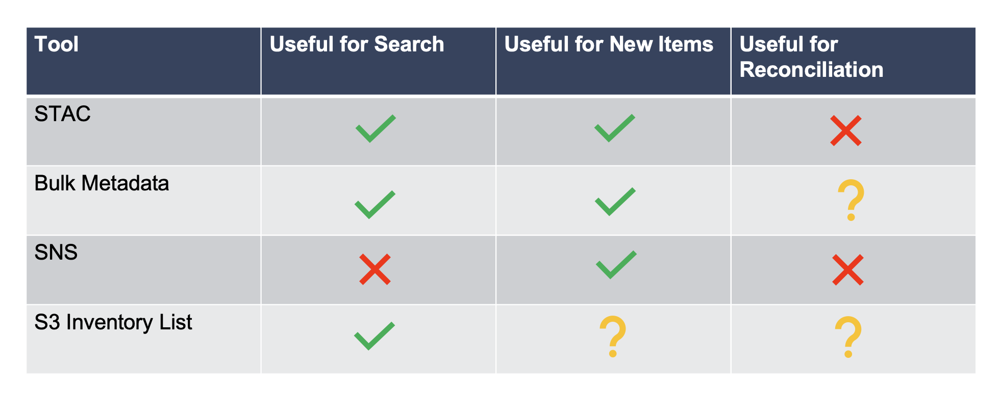 Tool
Useful for Search
Useful for New Items
Useful for
Reconciliation
STAC
Bulk Metadata
?
SNS
S3 Inventory List
?
?